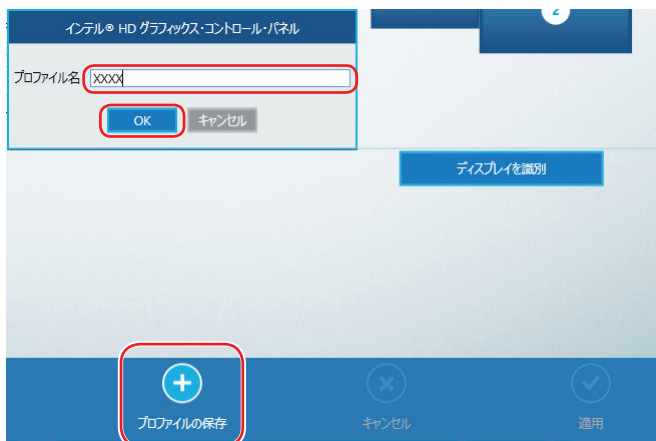 インテル® HD グラフィックス・コントロール・パネル
2
プロファイル名 XXXX
OK キャンセル
ディスプレイを識別
プロファイルの保存 キャンセル 適用